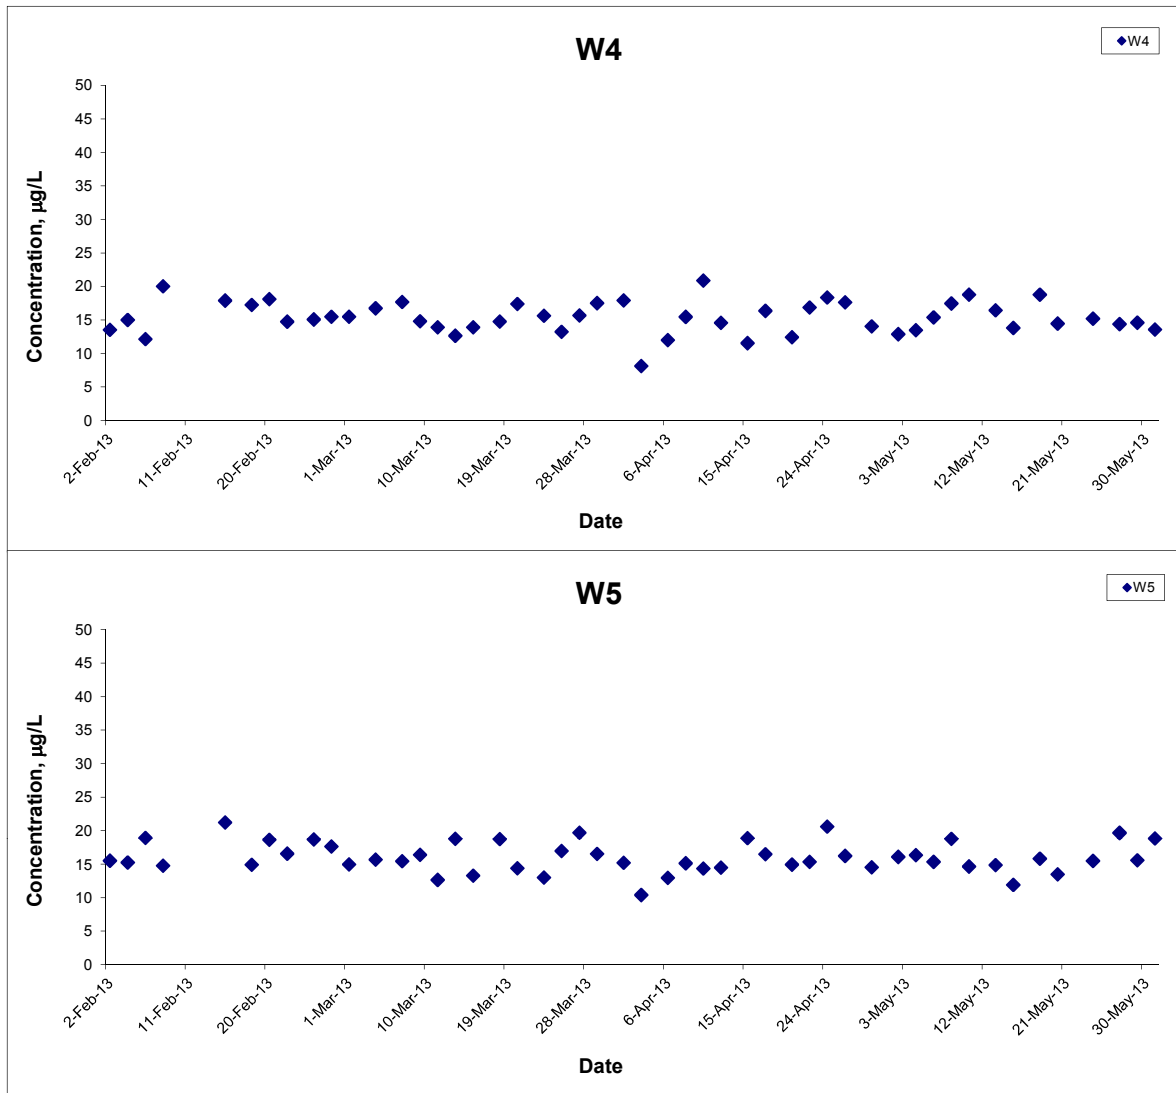 W4
W4
50
45
40
35
30
25
20
15
10
5
0
Concentration, µg/L
2-Feb-13
11-Feb-13
20-Feb-13
1-Mar-13
10-Mar-13
19-Mar-13
28-Mar-13
6-Apr-13
15-Apr-13
24-Apr-13
3-May-13
12-May-13
21-May-13
30-May-13
Date
W5
W5
50
45
40
35
30
25
20
15
10
5
0
Concentration, µg/L
2-Feb-13
11-Feb-13
20-Feb-13
1-Mar-13
10-Mar-13
19-Mar-13
28-Mar-13
6-Apr-13
15-Apr-13
24-Apr-13
3-May-13
12-May-13
21-May-13
30-May-13
Date